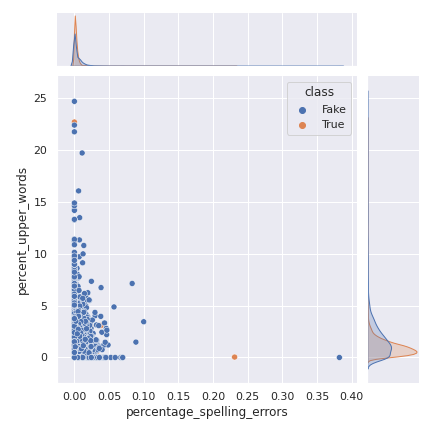 class
Fake
True
25
20
15
10
5
0
percent_upper_words
0.00 0.05 0.10 0.15 0.20 0.25 0.30 0.35 0.40
percentage_spelling_errors